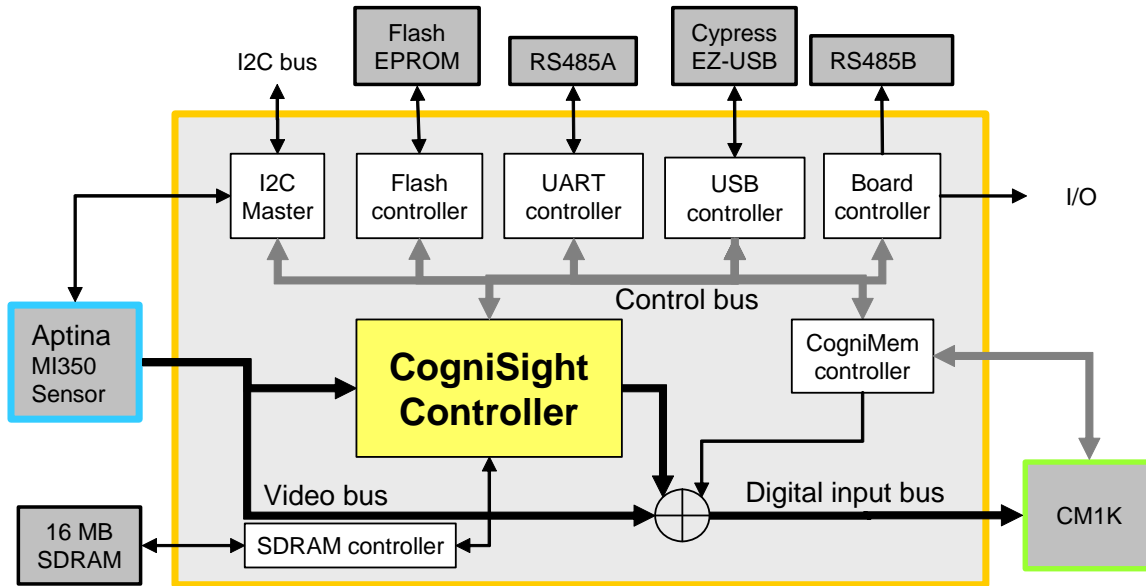 Flash
EPROM
RS485A
Cypress
EZ-USB
RS485B
I2C bus
I2C
Master
Flash
controller
UART
controller
USB
controller
Board
controller
I/O
Control bus
Aptina
MI350
Sensor
CogniSight
Controller
CogniMem
controller
Video bus
Digital input bus
16 MB
SDRAM
SDRAM controller
CM1K